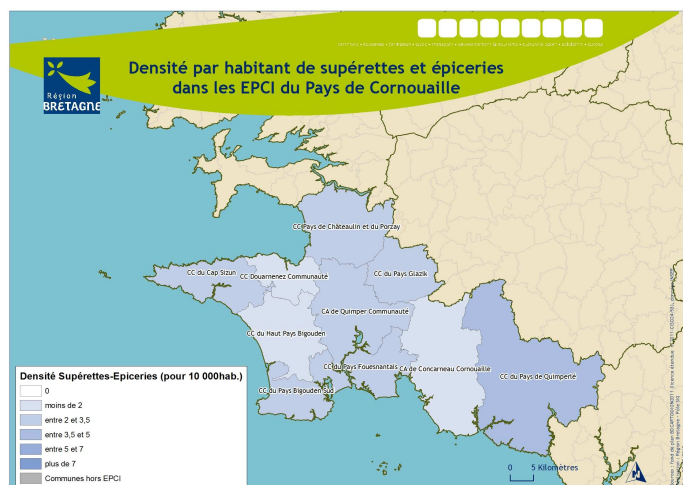 Densité par habitant de supérettes et épiceries
dans les EPCI du Pays de Cornouaille
Région
BRETAGNE
CC Pays de Châteaulin et du Porzay
CC du Cap Sizun
CC Douarnenez Communauté
CC du Pays Glazik
CA de Quimper Communauté
CC du Haut Pays Bigouden
CC du Pays Fouesnantais
CA de Concarneau Cornouaille
CC du Pays de Quimperlé
CC du Pays Bigouden Sud
Densité Supérettes-Epiceries (pour 10 000hab.)
0
moins de 2
entre 2 et 3,5
entre 3,5 et 5
entre 5 et 7
plus de 7
Communes hors EPCI
0 5 Kilomètres
N